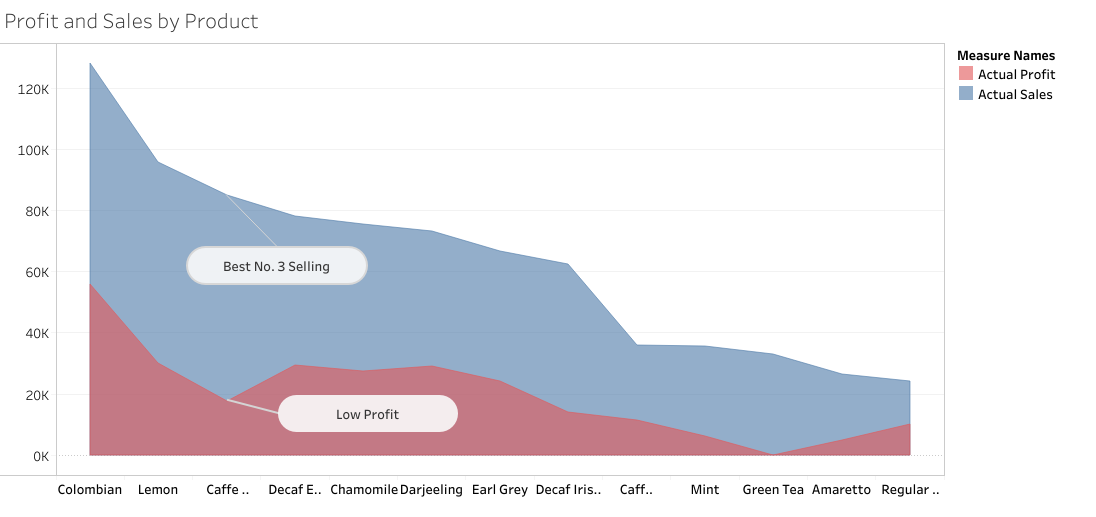 Profit and Sales by Product
Measure Names
Actual Profit
Actual Sales
120K
100K
80K
60K
40K
20K
0K
Best No. 3 Selling
Low Profit
Colombian Lemon Caffe .. Decaf E.. Chamomile Darjeeling Earl Grey Decaf Iris.. Caff.. Mint Green Tea Amaretto Regular ..